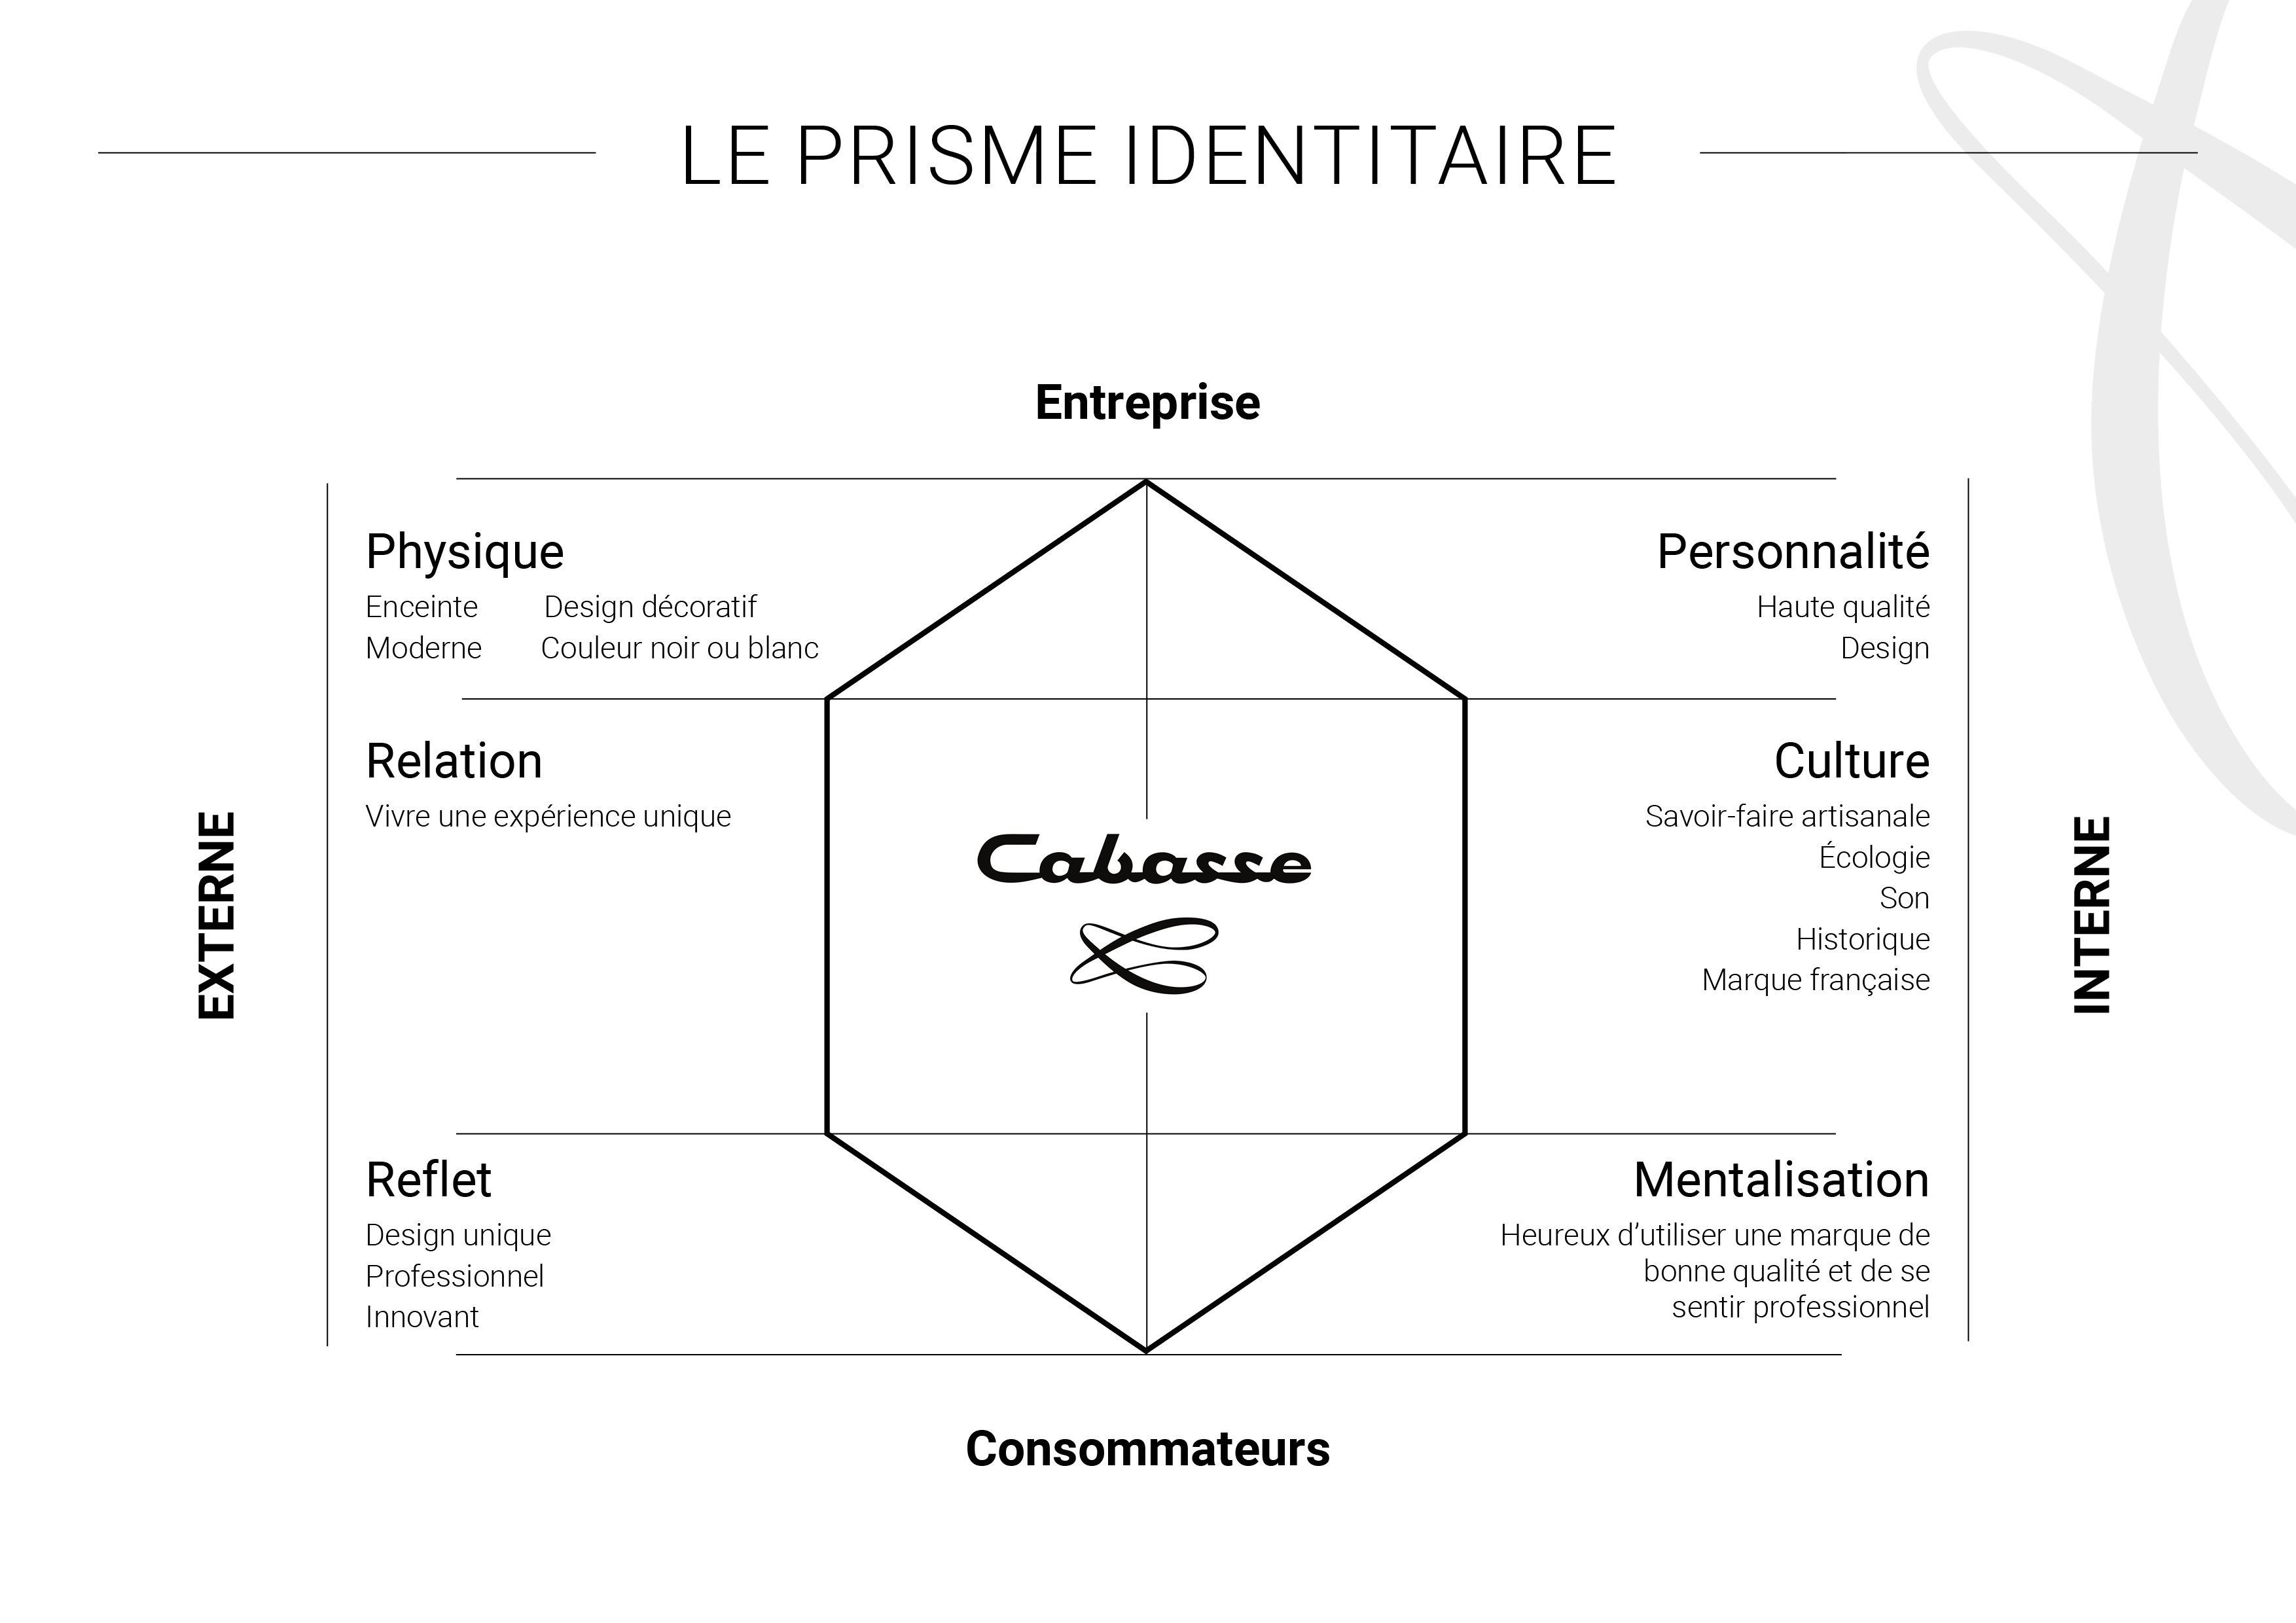 LE PRISME IDENTITAIRE
Entreprise
EXTERNE
Physique
Enceinte Design décoratif
Moderne Couleur noir ou blanc
Relation
Vivre une expérience unique
Reflet
Design unique
Professionnel
Innovant
Cabasse
Personnalité
Haute qualité
Design
Culture
Savoir-faire artisanale
Écologie
Son
Historique
Marque française
Mentalisation
Heureux d’utiliser une marque de
bonne qualité et de se
sentir professionnel
INTERNE
Consommateurs